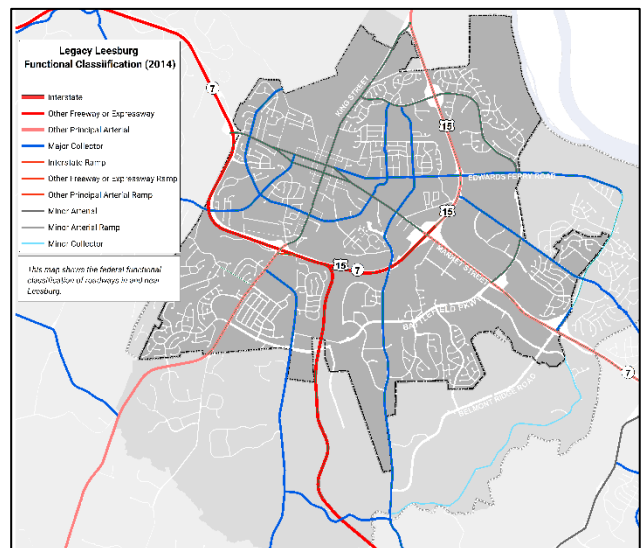 Legacy Leesburg
Functional Classiification (2014)
Interstate
Other Freeway or Expressway
Other Principal Arterial
Major Collector
Interstate Ramp
Other Freeway or Expressway Ramp
Other Principal Arterial Ramp
Minor Arterial
Minor Arterial Ramp
Minor Collector
This map shows the federal functional
classification of roadways in and near
Leesburg.
7
KING STREET
15
EDWARDS FERRY ROAD
15
MARKET STREET
15
7
BATTLEFIELD PKWY
BELMONT RIDGE ROAD
7